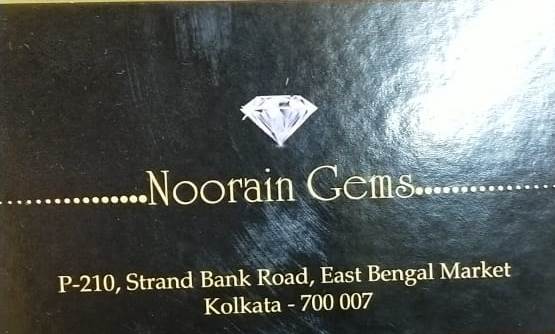 Noorain Gems
P-210, Strand Bank Road, East Bengal Market
Kolkata - 700 007